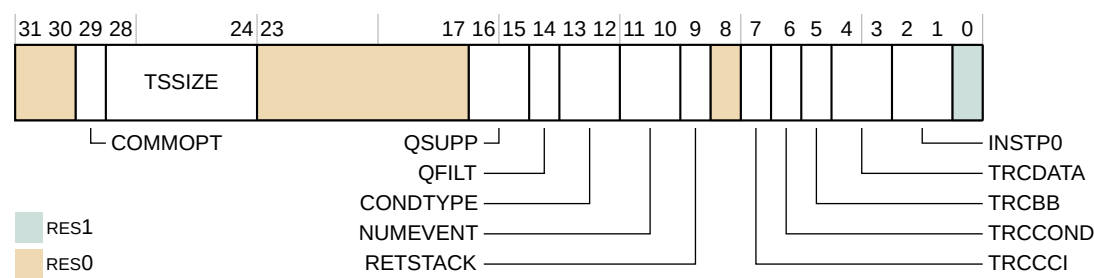 31 30 29 28 24 23 17 16 15 14 13 12 11 10 9 8 7 6 5 4 3 2 1 0
TSSIZE
COMMOPT QSUPP INSTP0
QFILT TRCDATA
CONDTYPE TRCBB
RES1 NUMEVENT TRCCOND
RES0 RETSTACK TRCCCI